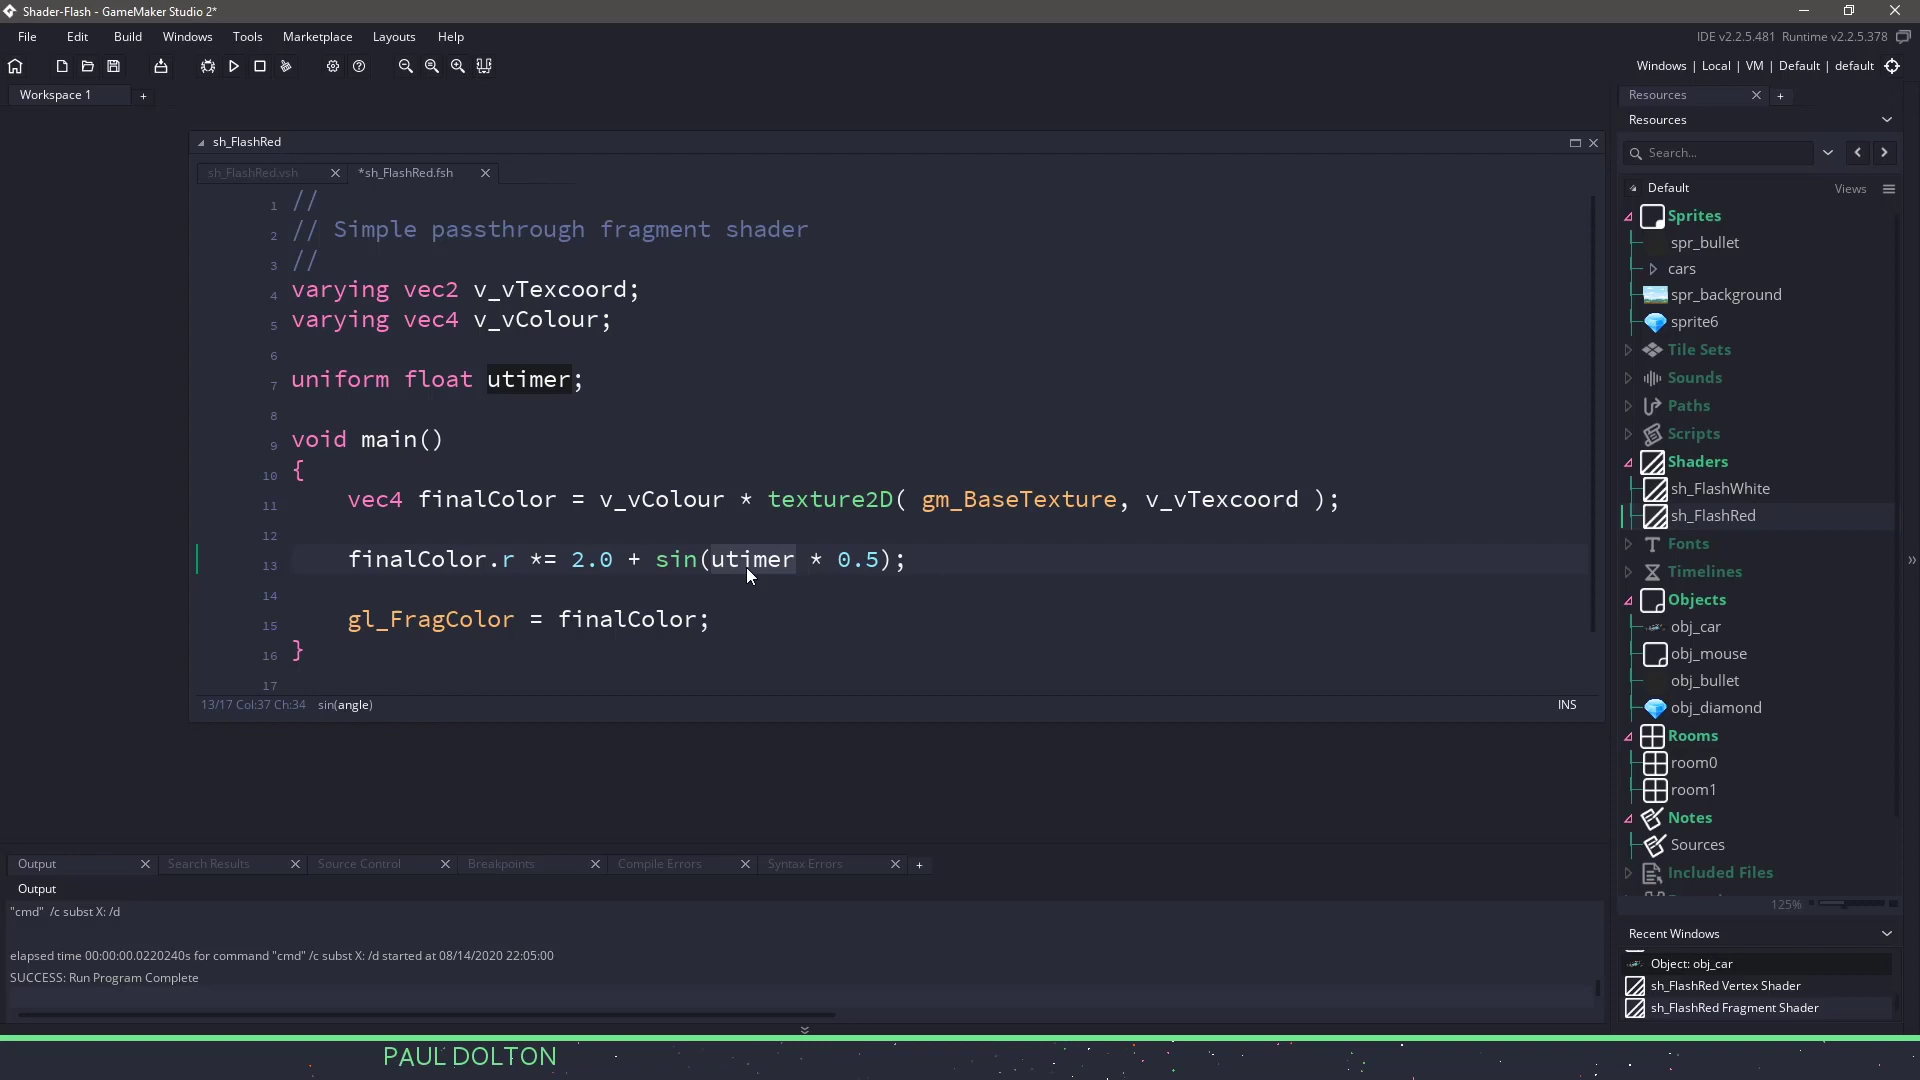 Shader-Flash - GameMaker Studio 2*
File Edit Build Windows Tools Marketplace Layouts Help
IDE v2.2.5.481 Runtime v2.2.5.378
Windows | Local | VM | Default | default
Workspace 1 +
sh_FlashRed
sh_FlashRed.vsh *sh_FlashRed.fsh
1 //
2 // Simple passthrough fragment shader
3 //
4 varying vec2 v_vTexcoord;
5 varying vec4 v_vColour;
6
7 uniform float utimer;
8
9 void main()
10 {
11 vec4 finalColor = v_vColour * texture2D( gm_BaseTexture, v_vTexcoord );
12
13 finalColor.r *= 2.0 + sin(utimer * 0.5);
14
15 gl_FragColor = finalColor;
16 }
17
13/17 Col:37 Ch:34 sin(angle) INS
Resources +
Resources
Search...
Default Views
Sprites
spr_bullet
cars
spr_background
sprite6
Tile Sets
Sounds
Paths
Scripts
Shaders
sh_FlashWhite
sh_FlashRed
Fonts
Timelines
Objects
obj_car
obj_mouse
obj_bullet
obj_diamond
Rooms
room0
room1
Notes
Sources
Included Files
125%
Recent Windows
Object: obj_car
sh_FlashRed Vertex Shader
sh_FlashRed Fragment Shader
Output Search Results Source Control Breakpoints Compile Errors Syntax Errors +
Output
"cmd" /c subst X: /d
elapsed time 00:00:00.0220240s for command "cmd" /c subst X: /d started at 08/14/2020 22:05:00
SUCCESS: Run Program Complete
PAUL DOLTON